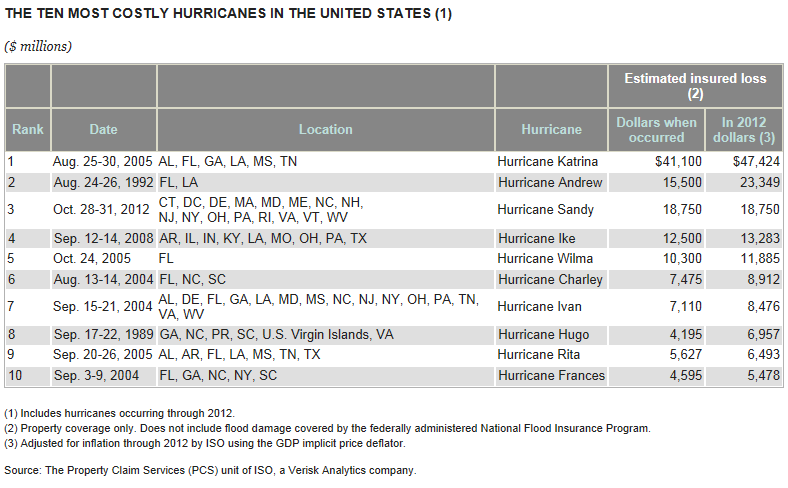 THE TEN MOST COSTLY HURRICANES IN THE UNITED STATES (1)
($ millions)
Estimated insured loss
(2)
Rank Date Location Hurricane Dollars when occurred In 2012 dollars (3)
1 Aug. 25-30, 2005 AL, FL, GA, LA, MS, TN Hurricane Katrina $41,100 $47,424
2 Aug. 24-26, 1992 FL, LA Hurricane Andrew 15,500 23,349
3 Oct. 28-31, 2012 CT, DC, DE, MA, MD, ME, NC, NH,
NJ, NY, OH, PA, RI, VA, VT, WV Hurricane Sandy 18,750 18,750
4 Sep. 12-14, 2008 AR, IL, IN, KY, LA, MO, OH, PA, TX Hurricane Ike 12,500 13,283
5 Oct. 24, 2005 FL Hurricane Wilma 10,300 11,885
6 Aug. 13-14, 2004 FL, NC, SC Hurricane Charley 7,475 8,912
7 Sep. 15-21, 2004 AL, DE, FL, GA, LA, MD, MS, NC, NJ, NY, OH, PA, TN,
VA, WV Hurricane Ivan 7,110 8,476
8 Sep. 17-22, 1989 GA, NC, PR, SC, U.S. Virgin Islands, VA Hurricane Hugo 4,195 6,957
9 Sep. 20-26, 2005 AL, AR, FL, LA, MS, TN, TX Hurricane Rita 5,627 6,493
10 Sep. 3-9, 2004 FL, GA, NC, NY, SC Hurricane Frances 4,595 5,478
(1) Includes hurricanes occurring through 2012.
(2) Property coverage only. Does not include flood damage covered by the federally administered National Flood Insurance Program.
(3) Adjusted for inflation through 2012 by ISO using the GDP implicit price deflator.
Source: The Property Claim Services (PCS) unit of ISO, a Verisk Analytics company.